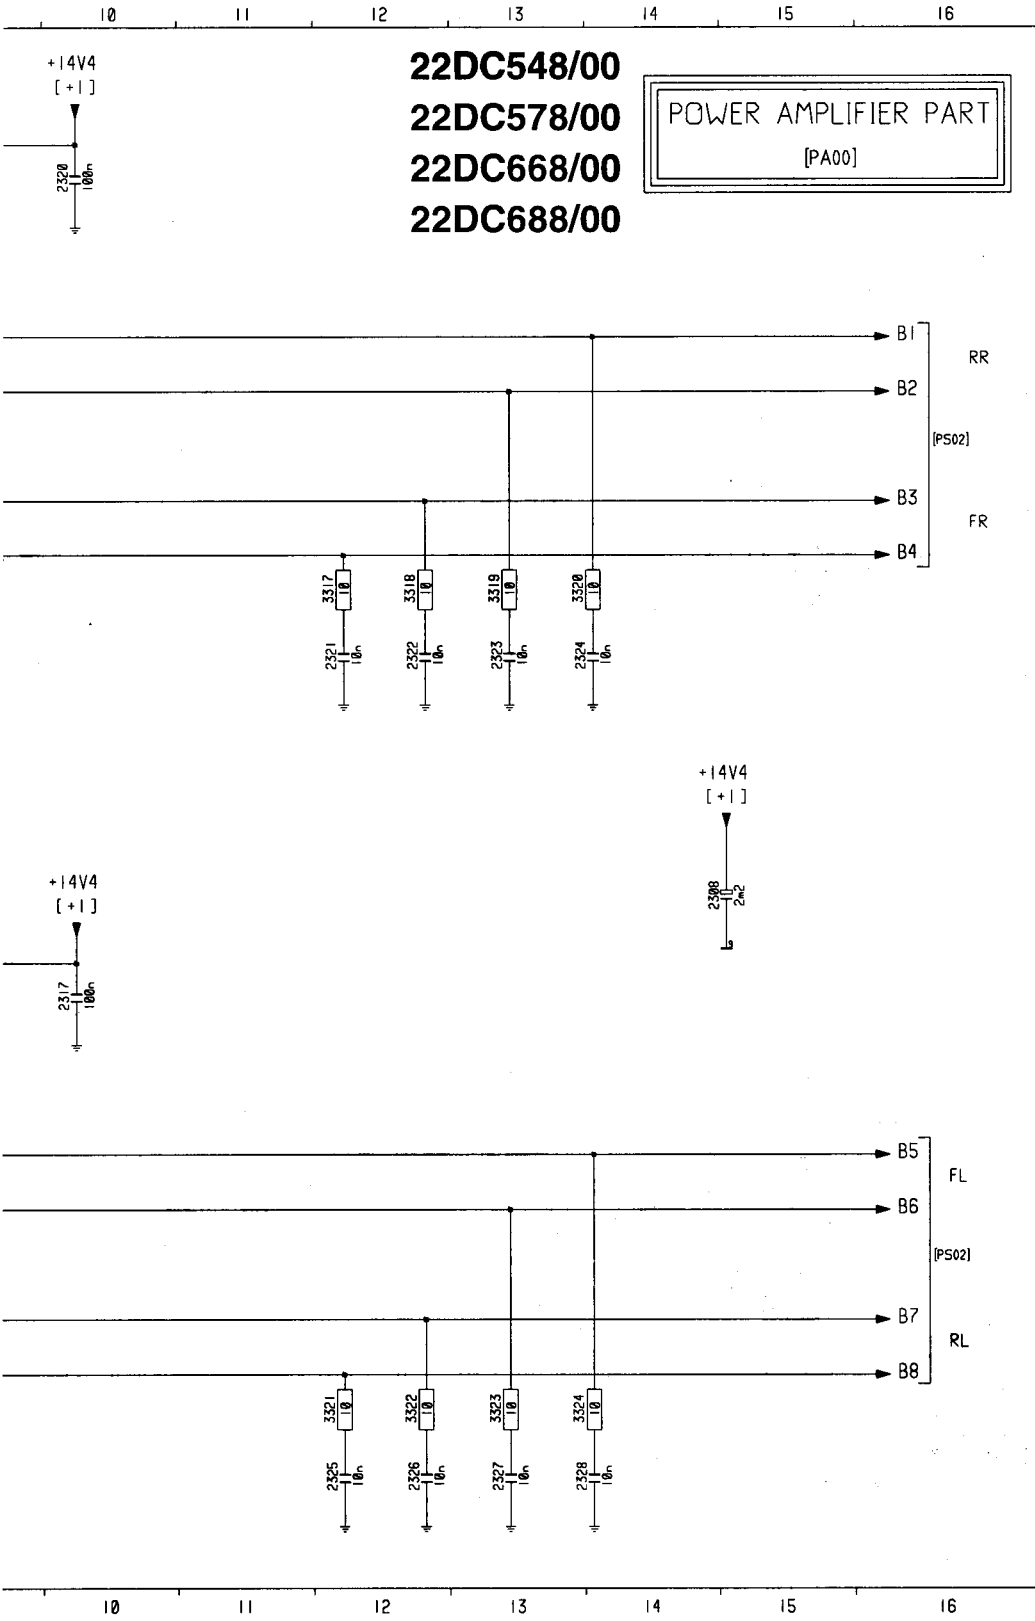 10 11 12 13 14 15 16
+14V4
[+1]
22DC548/00
22DC578/00
22DC668/00
22DC688/00
POWER AMPLIFIER PART
[PA00]
2320
100n
B1
RR
B2
[PS02]
B3
FR
B4
3317
10
3318
10
3319
10
3320
10
2321
10n
2322
10n
2323
10n
2324
10n
+14V4
[+1]
2308
2m2
+14V4
[+1]
2317
100n
B5
FL
B6
[PS02]
B7
RL
B8
3321
10
3322
10
3323
10
3324
10
2325
10n
2326
10n
2327
10n
2328
10n
10 11 12 13 14 15 16